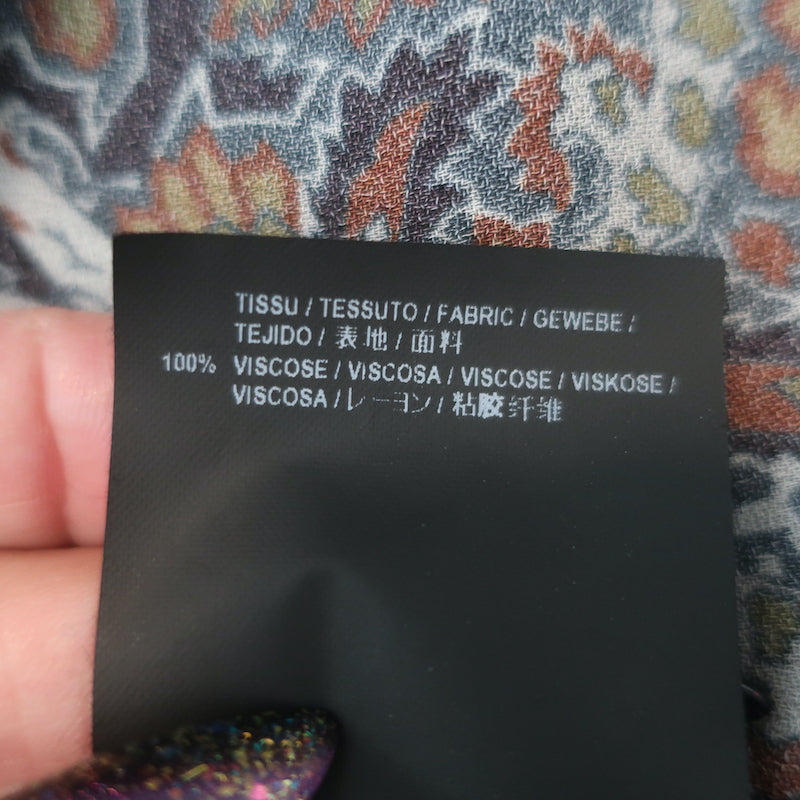 TISSU / TESSUTO / FABRIC / GEWEBE /
TEJIDO / 表地 / 面料
100% VISCOSE / VISCOSA / VISCOSE / VISKOSE /
VISCOSA / レーヨン / 粘胶纤维